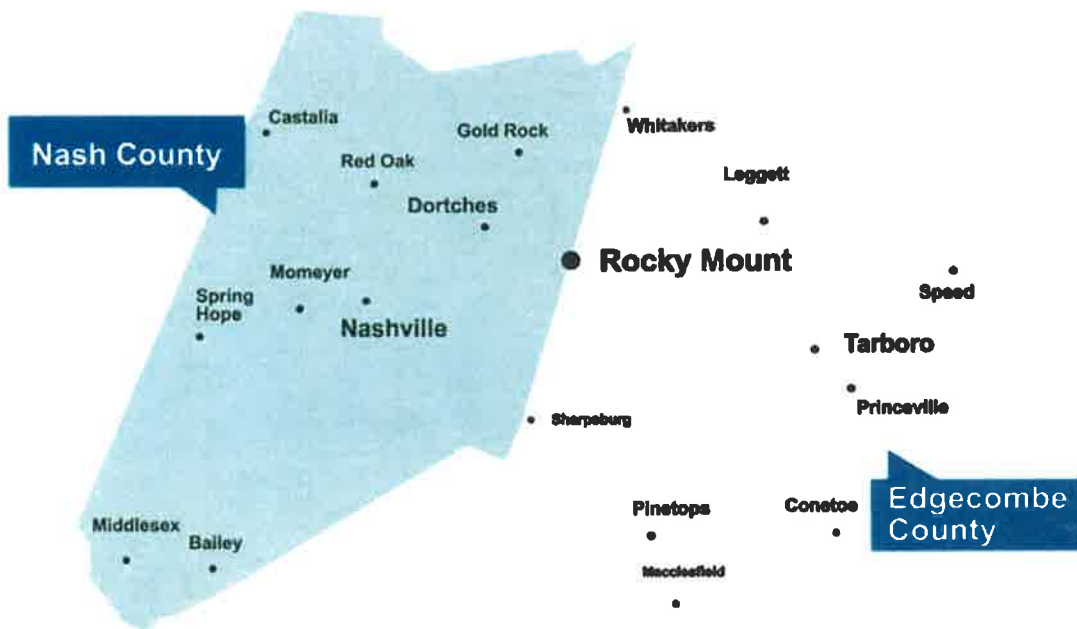 Castalia
Gold Rock
Whitakers
Nash County
Red Oak
Leggett
Dortches
Rocky Mount
Momeyer
Speed
Spring
Hope
Nashville
Tarboro
Princeville
Sharpsburg
Edgecombe
County
Pinetops
Conetoe
Middlesex
Bailey
Macclesfield